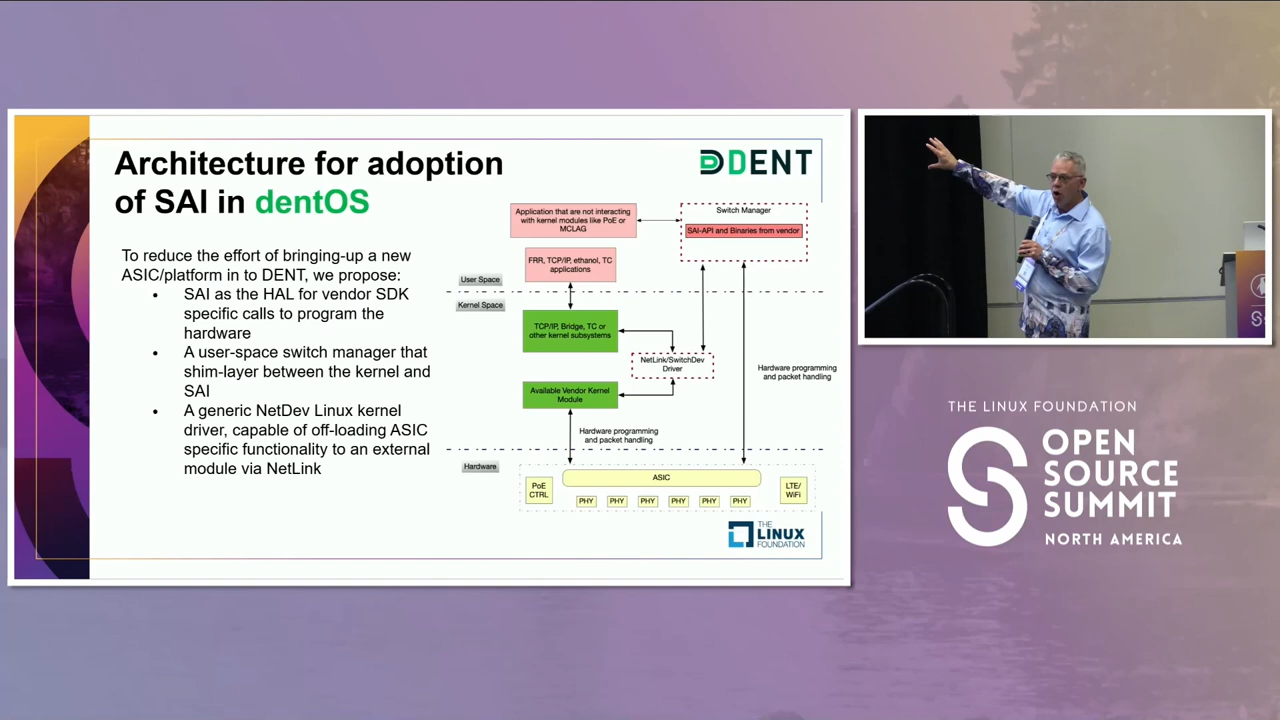 Architecture for adoption
of SAI in dentOS
DENT
To reduce the effort of bringing-up a new
ASIC/platform in to DENT, we propose:
• SAI as the HAL for vendor SDK
specific calls to program the
hardware
• A user-space switch manager that
shim-layer between the kernel and
SAI
• A generic NetDev Linux kernel
driver, capable of off-loading ASIC
specific functionality to an external
module via NetLink
Application that are not interacting
with kernel modules like PoE or
MCLAG
Switch Manager
SAI-API and Binaries from vendor
FRR, TCP/IP, ethanol, TC
applications
User Space
Kernel Space
TCP/IP, Bridge, TC or
other kernel subsystems
NetLink/SwitchDev
Driver
Hardware programming
and packet handling
Available Vendor Kernel
Module
Hardware programming
and packet handling
Hardware
ASIC
PoE
CTRL
PHY PHY PHY PHY PHY PHY
LTE/
WiFi
THE
LINUX
FOUNDATION
THE LINUX FOUNDATION
OPEN
SOURCE
SUMMIT
NORTH AMERICA